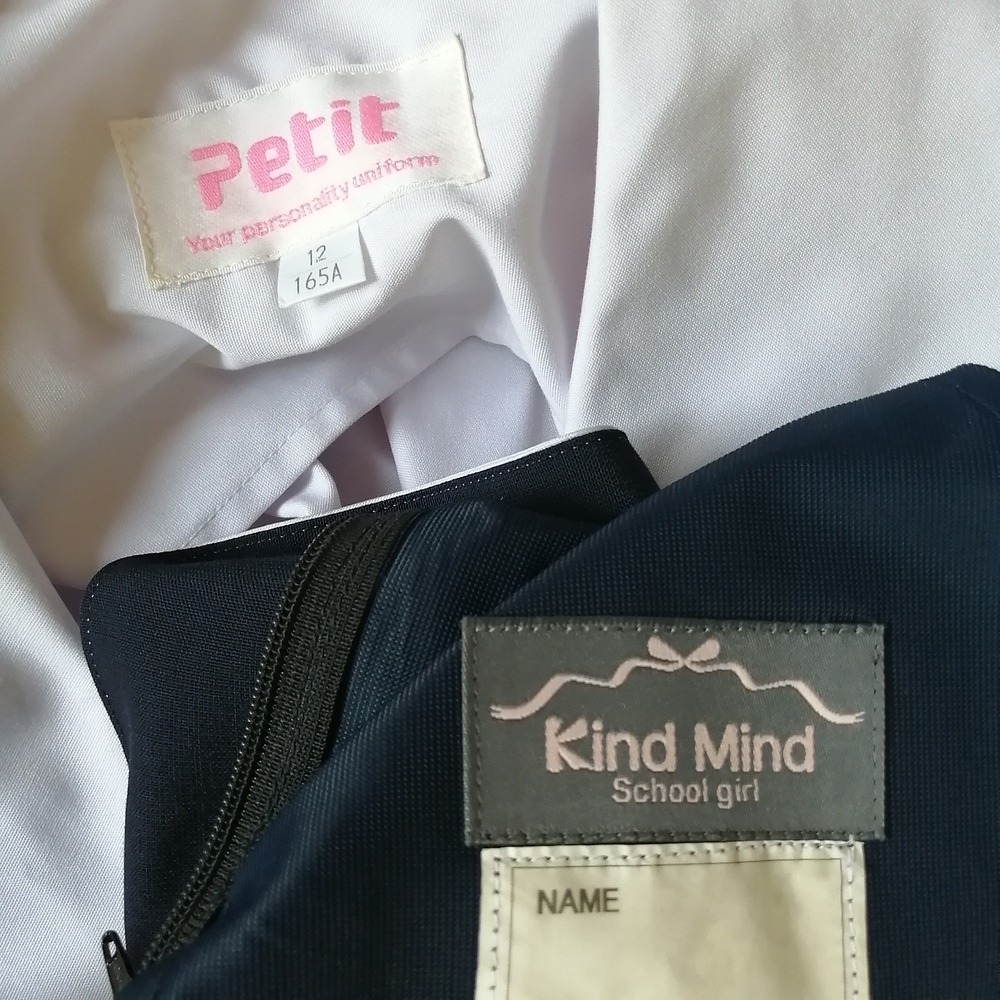 Petit
Your personality uniform
12
165A
Kind Mind
School girl
NAME